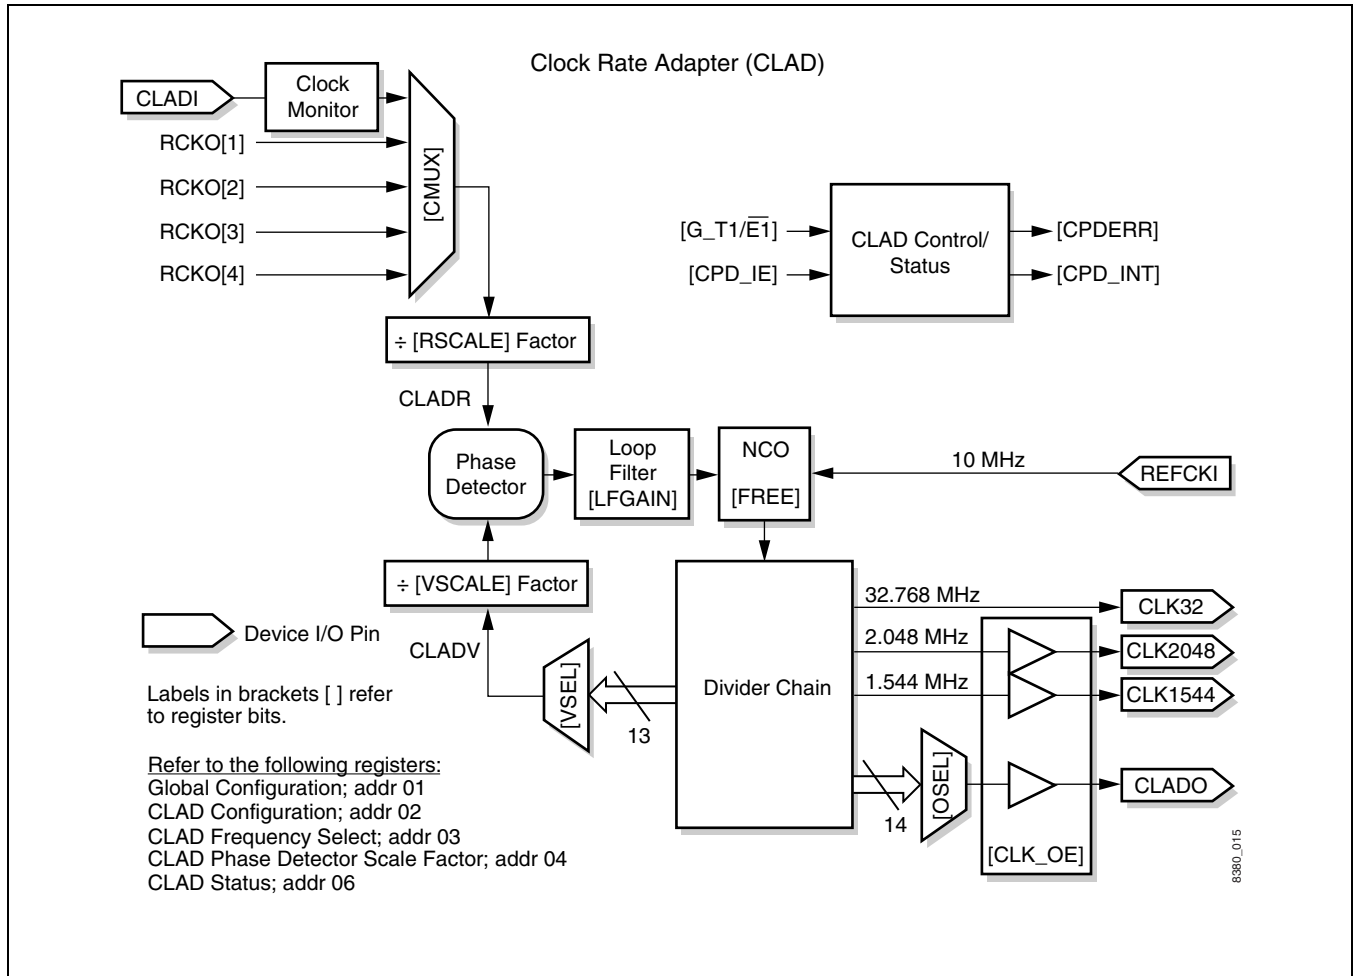 Clock Rate Adapter (CLAD)
CLADI
Clock
Monitor
RCKO[1]
RCKO[2]
RCKO[3]
RCKO[4]
[CMUX]
[G_T1/E̅1̅]
[CPD_IE]
CLAD Control/
Status
[CPDERR]
[CPD_INT]
÷ [RSCALE] Factor
CLADR
Phase
Detector
Loop
Filter
[LFGAIN]
NCO
[FREE]
10 MHz
REFCKI
÷ [VSCALE] Factor
CLADV
[VSEL]
13
Divider Chain
32.768 MHz
CLK32
2.048 MHz
CLK2048
1.544 MHz
CLK1544
14
[OSEL]
CLADO
[CLK_OE]
Device I/O Pin
Labels in brackets [ ] refer
to register bits.
Refer to the following registers:
Global Configuration; addr 01
CLAD Configuration; addr 02
CLAD Frequency Select; addr 03
CLAD Phase Detector Scale Factor; addr 04
CLAD Status; addr 06
8380_015